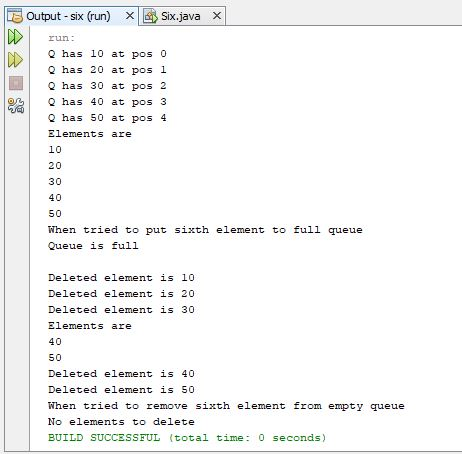 Output - six (run)
Six.java
run:
Q has 10 at pos 0
Q has 20 at pos 1
Q has 30 at pos 2
Q has 40 at pos 3
Q has 50 at pos 4
Elements are
10
20
30
40
50
When tried to put sixth element to full queue
Queue is full
Deleted element is 10
Deleted element is 20
Deleted element is 30
Elements are
40
50
Deleted element is 40
Deleted element is 50
When tried to remove sixth element from empty queue
No elements to delete
BUILD SUCCESSFUL (total time: 0 seconds)